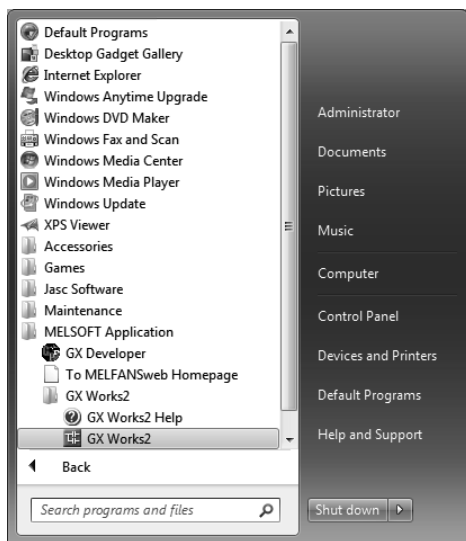 Default Programs
Desktop Gadget Gallery
Internet Explorer
Windows Anytime Upgrade
Windows DVD Maker
Windows Fax and Scan
Windows Media Center
Windows Media Player
Windows Update
XPS Viewer
Accessories
Games
Jasc Software
Maintenance
MELSOFT Application
GX Developer
To MELFANSweb Homepage
GX Works2
GX Works2 Help
GX Works2
Back
Search programs and files
Administrator
Documents
Pictures
Music
Computer
Control Panel
Devices and Printers
Default Programs
Help and Support
Shut down